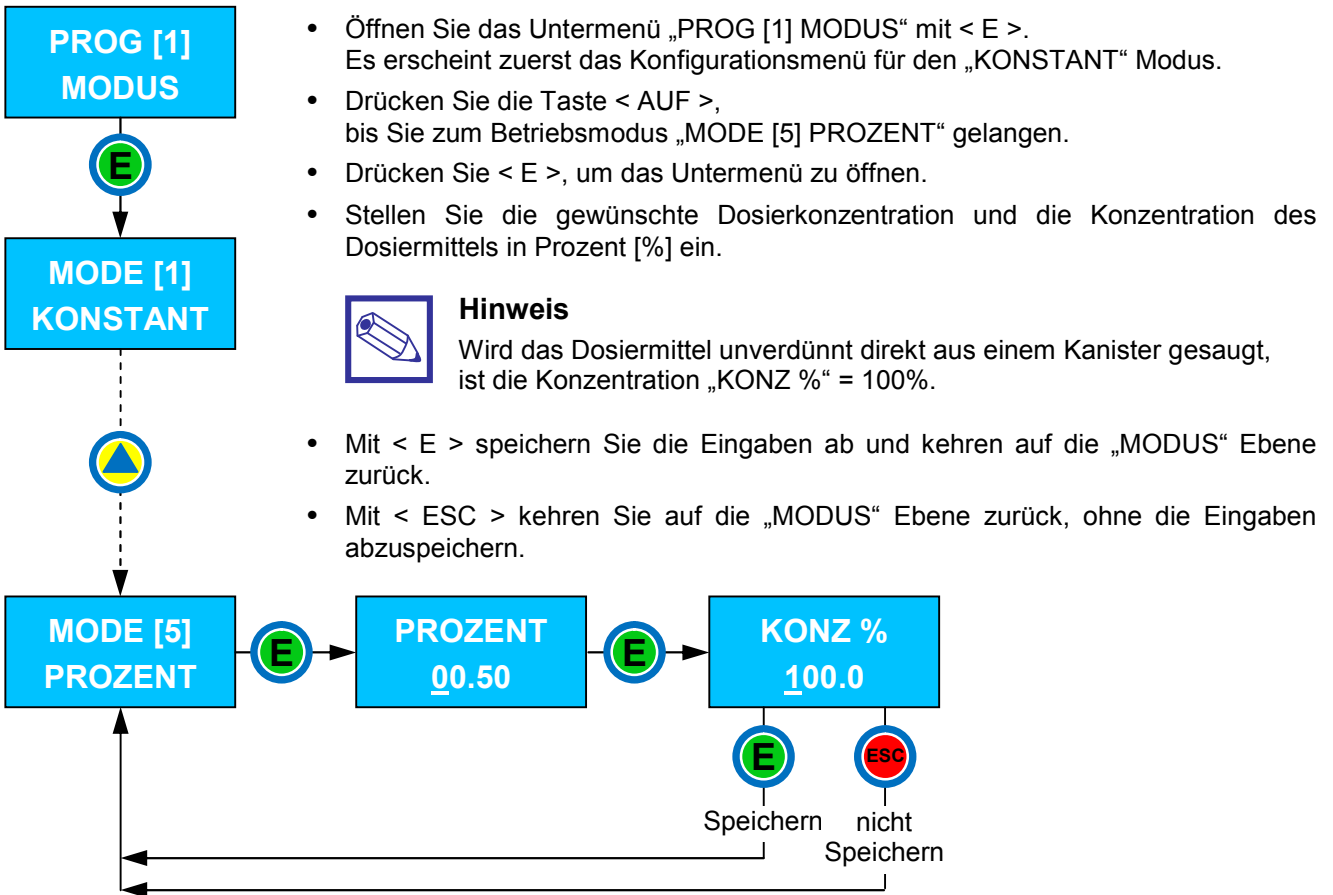 PROG [1]
MODUS
E
MODE [1]
KONSTANT
• Öffnen Sie das Untermenü „PROG [1] MODUS“ mit < E >.
Es erscheint zuerst das Konfigurationsmenü für den „KONSTANT“ Modus.
• Drücken Sie die Taste < AUF >,
bis Sie zum Betriebsmodus „MODE [5] PROZENT“ gelangen.
• Drücken Sie < E >, um das Untermenü zu öffnen.
• Stellen Sie die gewünschte Dosierkonzentration und die Konzentration des
Dosiermittels in Prozent [%] ein.
Hinweis
Wird das Dosiermittel unverdünnt direkt aus einem Kanister gesaugt,
ist die Konzentration „KONZ %“ = 100%.
• Mit < E > speichern Sie die Eingaben ab und kehren auf die „MODUS“ Ebene
zurück.
• Mit < ESC > kehren Sie auf die „MODUS“ Ebene zurück, ohne die Eingaben
abzuspeichern.
MODE [5]
PROZENT
E
PROZENT
00.50
E
KONZ %
100.0
E
ESC
Speichern
nicht
Speichern